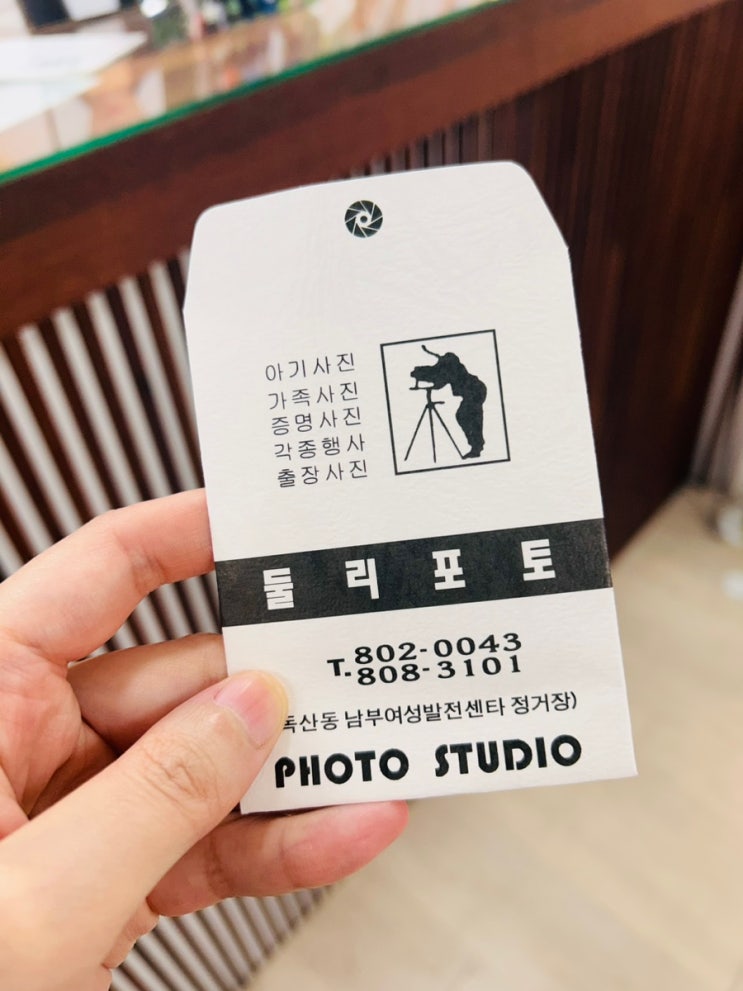 아기사진
가족사진
증명사진
각종행사
출장사진
둘리포토
T. 802-0043
808-3101
독산동 남부여성발전센타 정거장)
PHOTO STUDIO